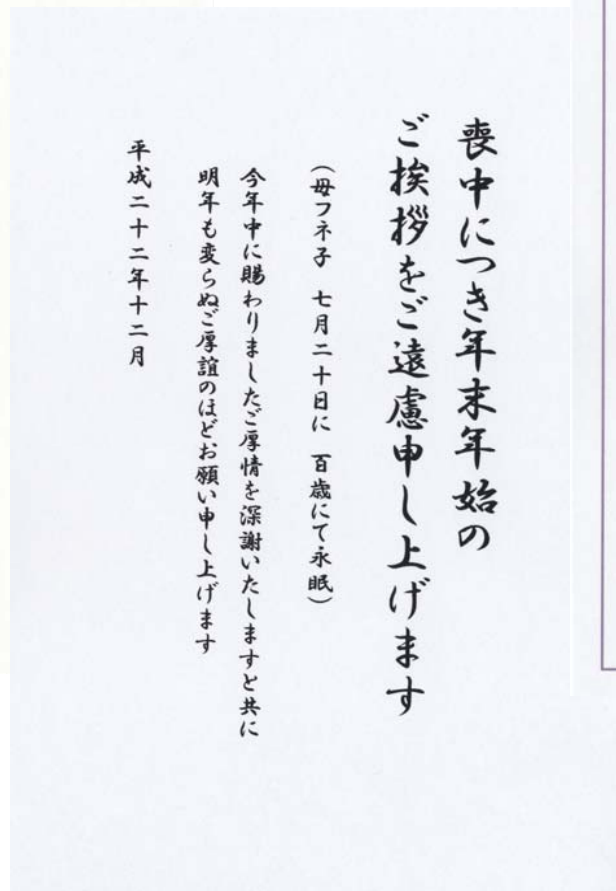 喪中につき年末年始の
ご挨拶をご遠慮申し上げます
（母フネ子 七月二十日に 百歳にて永眠）
今年中に賜わりましたご厚情を深謝いたしますと共に
明年も変らぬご厚誼のほどお願い申し上げます
平成二十二年十二月